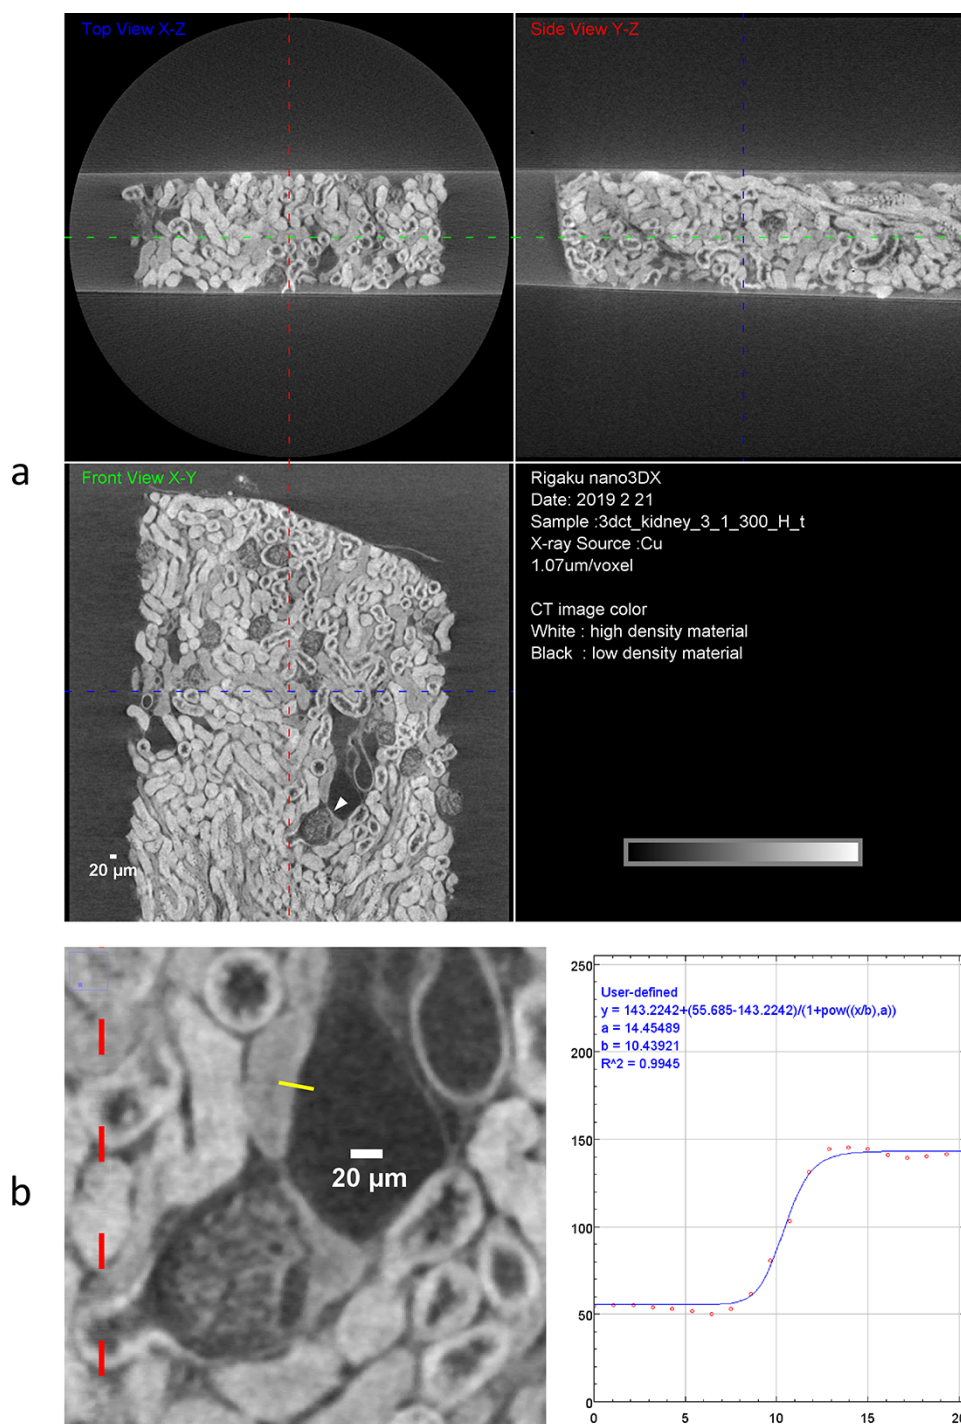 Top View X-Z
Side View Y-Z
a
Front View X-Y
Rigaku nano3DX
Date: 2019 2 21
Sample :3dct_kidney_3_1_300_H_t
X-ray Source :Cu
1.07um/voxel
CT image color
White : high density material
Black : low density material
20 µm
b
20 µm
250
200
150
100
50
0
User-defined
y = 143.2242+(55.685-143.2242)/(1+pow((x/b),a))
a = 14.45489
b = 10.43921
R^2 = 0.9945
0 5 10 15 20